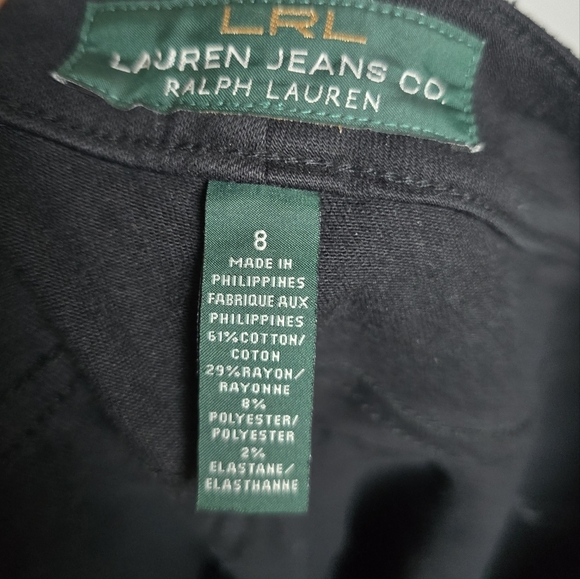 LRL
LAUREN JEANS CO.
RALPH LAUREN
8
MADE IN
PHILIPPINES
FABRIQUE AUX
PHILIPPINES
61%COTTON/
COTON
29%RAYON/
RAYONNE
8%
POLYESTER/
POLYESTER
2%
ELASTANE/
ELASTHANNE